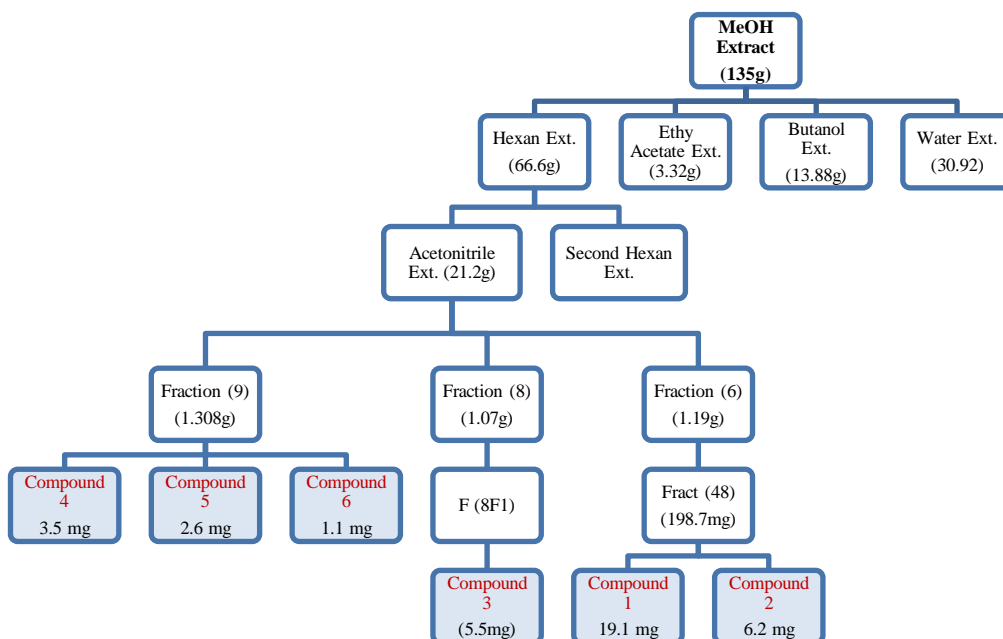 MeOH
Extract
(135g)
Hexan Ext.
(66.6g)
Ethy
Acetate Ext.
(3.32g)
Butanol
Ext.
(13.88g)
Water Ext.
(30.92)
Acetonitrile
Ext. (21.2g)
Second Hexan
Ext.
Fraction (9)
(1.308g)
Fraction (8)
(1.07g)
Fraction (6)
(1.19g)
Compound
4
3.5 mg
Compound
5
2.6 mg
Compound
6
1.1 mg
F (8F1)
Fract (48)
(198.7mg)
Compound
3
(5.5mg)
Compound
1
19.1 mg
Compound
2
6.2 mg